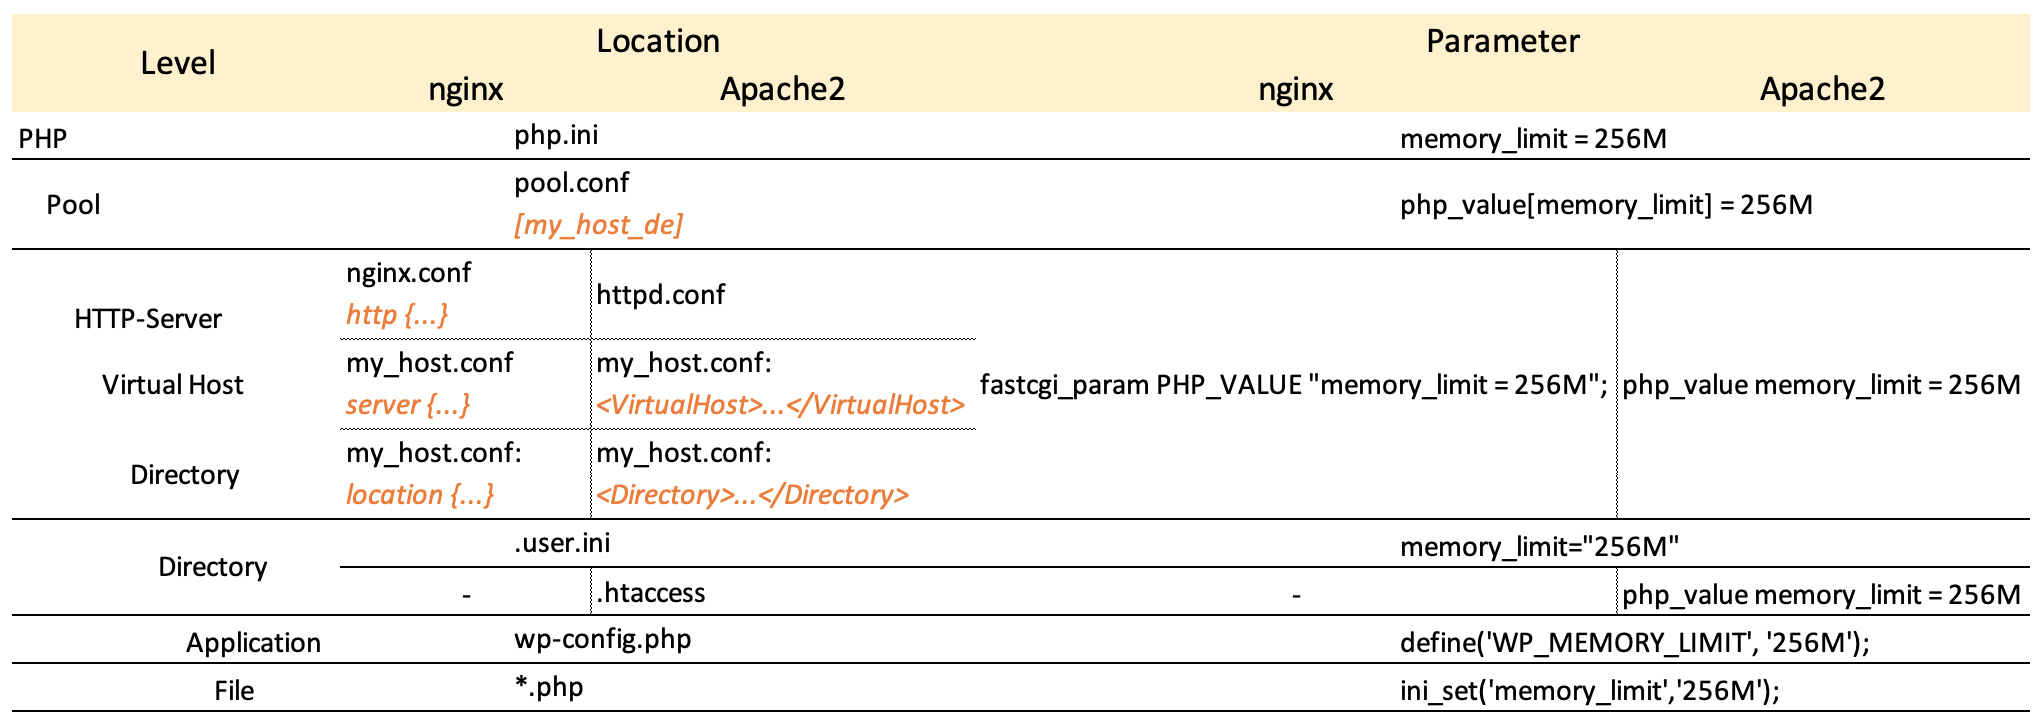 Level
Location
Parameter
nginx
Apache2
nginx
Apache2
PHP
php.ini
memory_limit = 256M
Pool
pool.conf
[my_host_de]
php_value[memory_limit] = 256M
HTTP-Server
nginx.conf
http {...}
httpd.conf
Virtual Host
my_host.conf
server {...}
my_host.conf:
<VirtualHost>...</VirtualHost>
fastcgi_param PHP_VALUE "memory_limit = 256M";
php_value memory_limit = 256M
Directory
my_host.conf:
location {...}
my_host.conf:
<Directory>...</Directory>
Directory
.user.ini
memory_limit="256M"
-
.htaccess
-
php_value memory_limit = 256M
Application
wp-config.php
define('WP_MEMORY_LIMIT', '256M');
File
*.php
ini_set('memory_limit','256M');